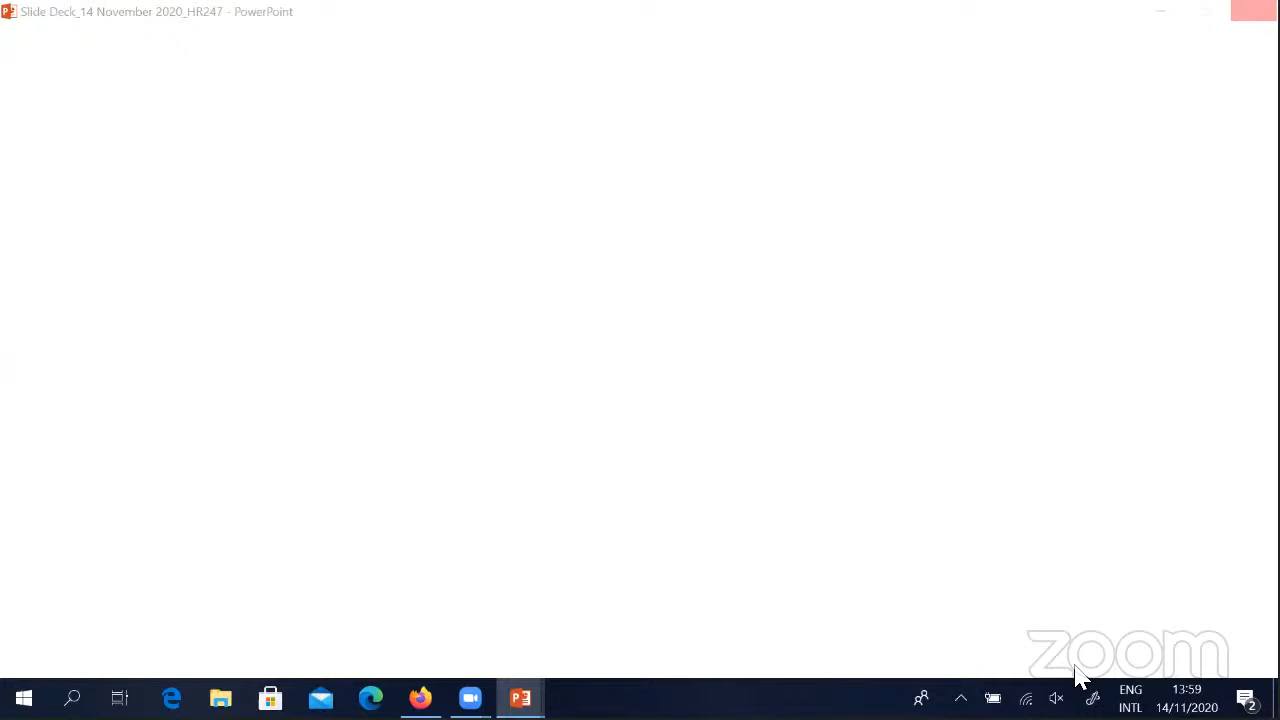 Slide Deck_14 November 2020_HR247 - PowerPoint
zoom
ENG
INTL
13:59
14/11/2020
2